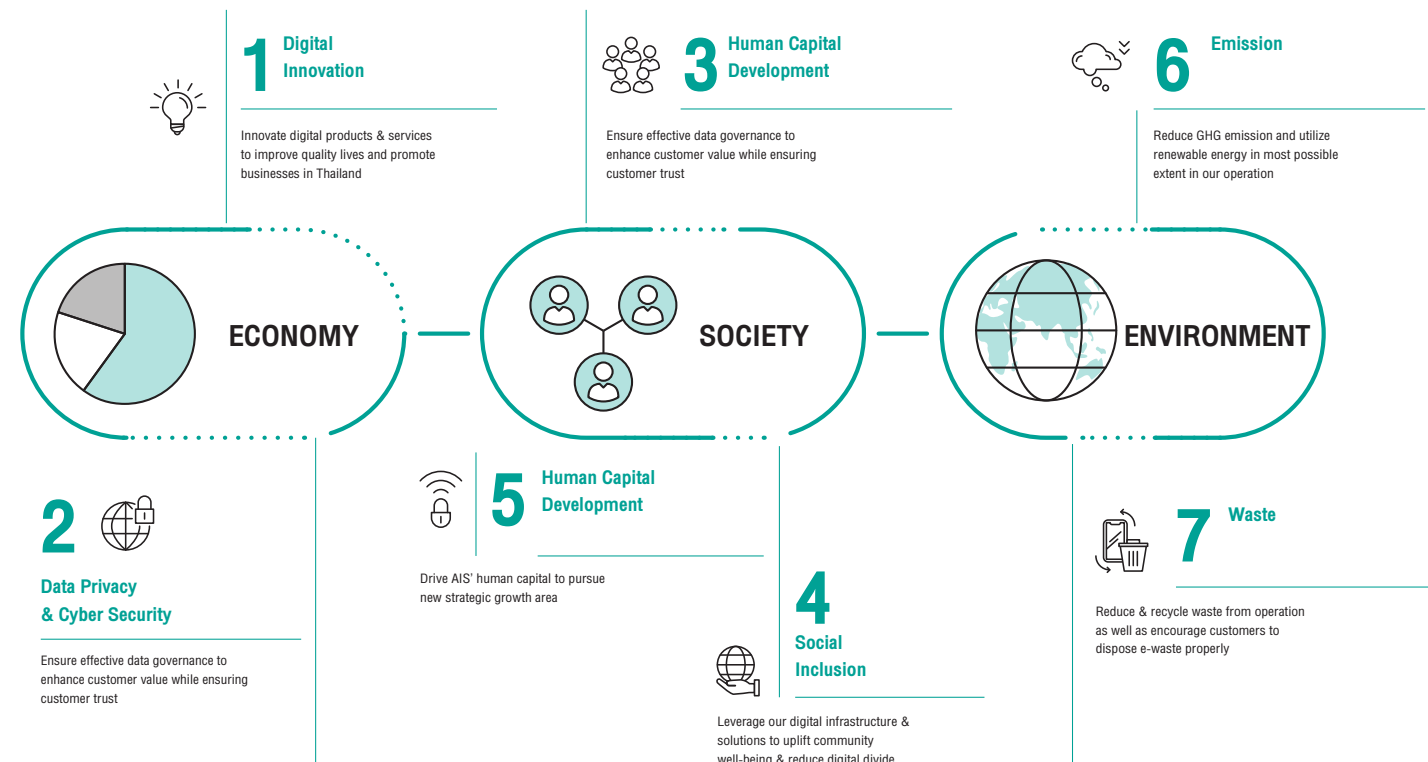 1
Digital
Innovation
Innovate digital products & services
to improve quality lives and promote
businesses in Thailand
3
Human Capital
Development
Ensure effective data governance to
enhance customer value while ensuring
customer trust
6
Emission
Reduce GHG emission and utilize
renewable energy in most possible
extent in our operation
ECONOMY
SOCIETY
ENVIRONMENT
2
Data Privacy
& Cyber Security
Ensure effective data governance to
enhance customer value while ensuring
customer trust
5
Human Capital
Development
Drive AIS' human capital to pursue
new strategic growth area
4
Social
Inclusion
Leverage our digital infrastructure &
solutions to uplift community
well-being & reduce digital divide
7
Waste
Reduce & recycle waste from operation
as well as encourage customers to
dispose e-waste properly